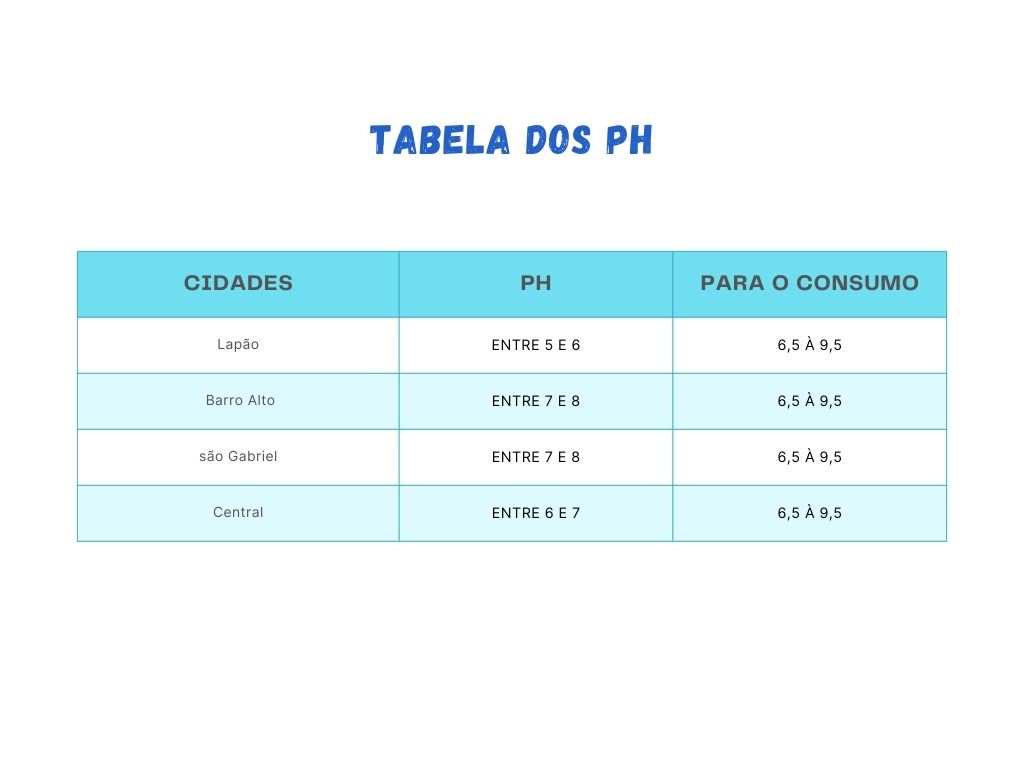 TABELA DOS PH
CIDADES PH PARA O CONSUMO
Lapão ENTRE 5 E 6 6,5 À 9,5
Barro Alto ENTRE 7 E 8 6,5 À 9,5
são Gabriel ENTRE 7 E 8 6,5 À 9,5
Central ENTRE 6 E 7 6,5 À 9,5